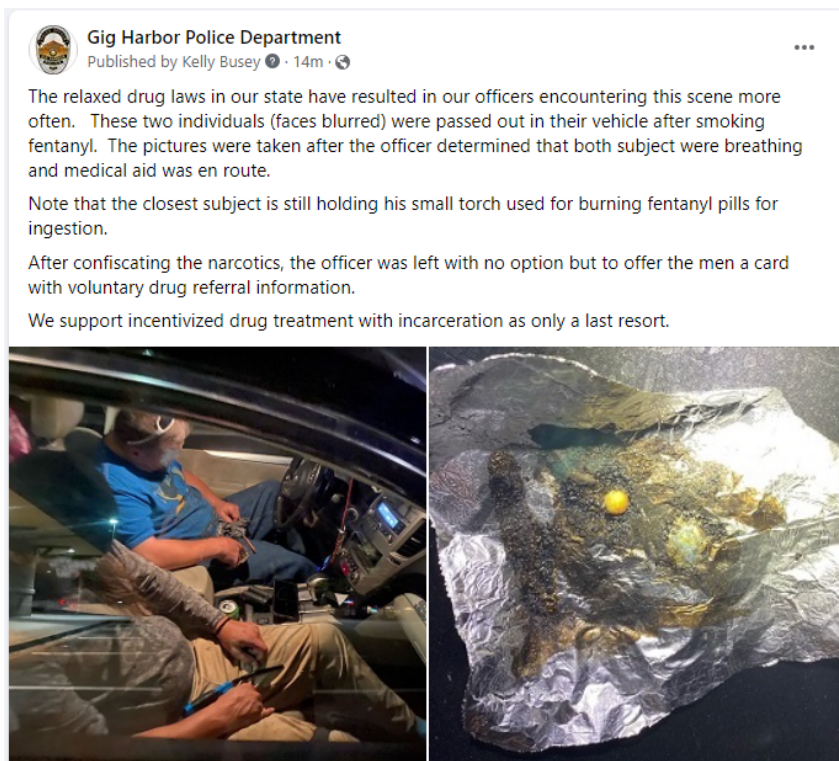 Gig Harbor Police Department
Published by Kelly Busey · 14m ·
The relaxed drug laws in our state have resulted in our officers encountering this scene more
often. These two individuals (faces blurred) were passed out in their vehicle after smoking
fentanyl. The pictures were taken after the officer determined that both subject were breathing
and medical aid was en route.
Note that the closest subject is still holding his small torch used for burning fentanyl pills for
ingestion.
After confiscating the narcotics, the officer was left with no option but to offer the men a card
with voluntary drug referral information.
We support incentivized drug treatment with incarceration as only a last resort.